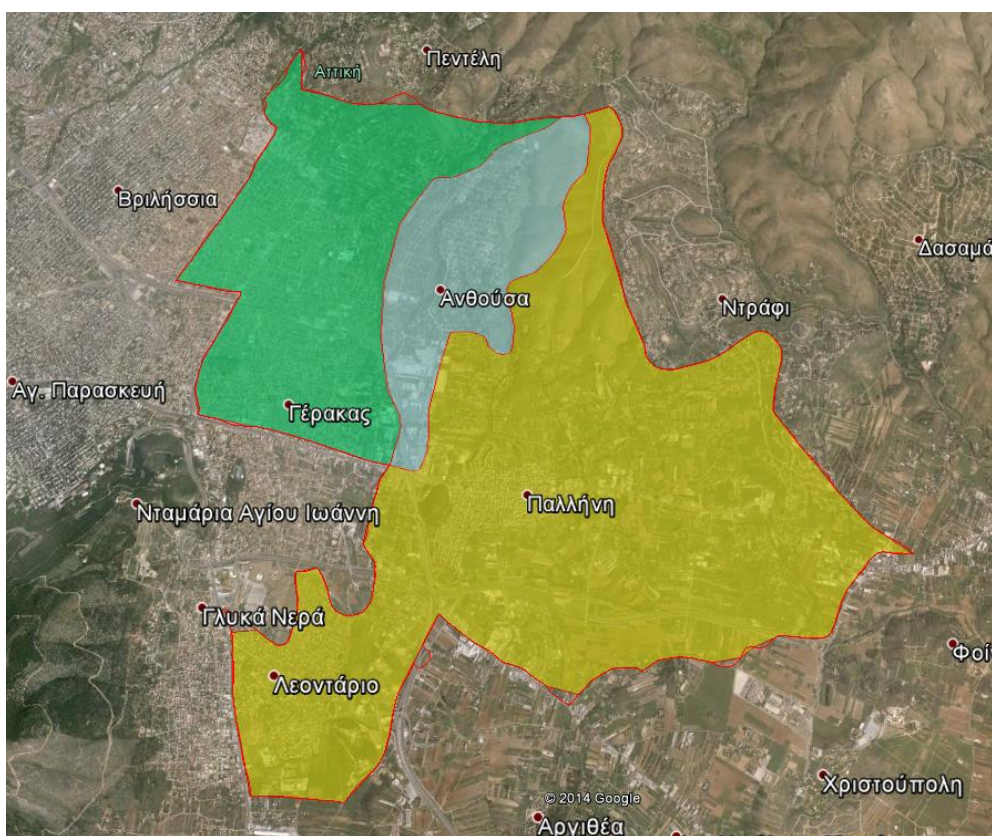 Πεντέλη
Αττική
Βριλήσσια
Δασαμά
Ανθούσα
Ντράφι
Αγ. Παρασκευή
Γέρακας
Παλλήνη
Νταμάρια Αγίου Ιωάννη
Γλυκά Νερά
Φοίν
Λεοντάριο
Χριστούπολη
© 2014 Google
Αργιθέα